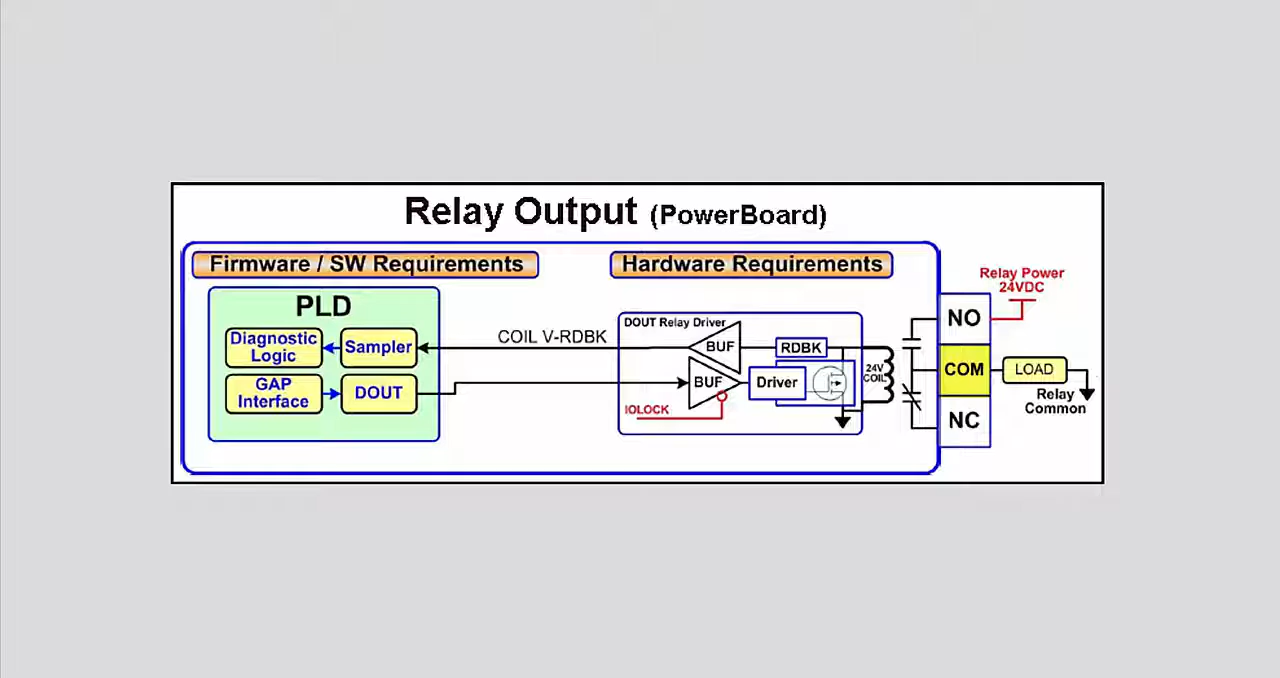 Relay Output (PowerBoard)
Firmware / SW Requirements
Hardware Requirements
PLD
Diagnostic
Logic
Sampler
GAP
Interface
DOUT
COIL V-RDBK
DOUT Relay Driver
BUF
RDBK
BUF
Driver
IOLOCK
24V
COIL
NO
COM
NC
Relay Power
24VDC
LOAD
Relay
Common